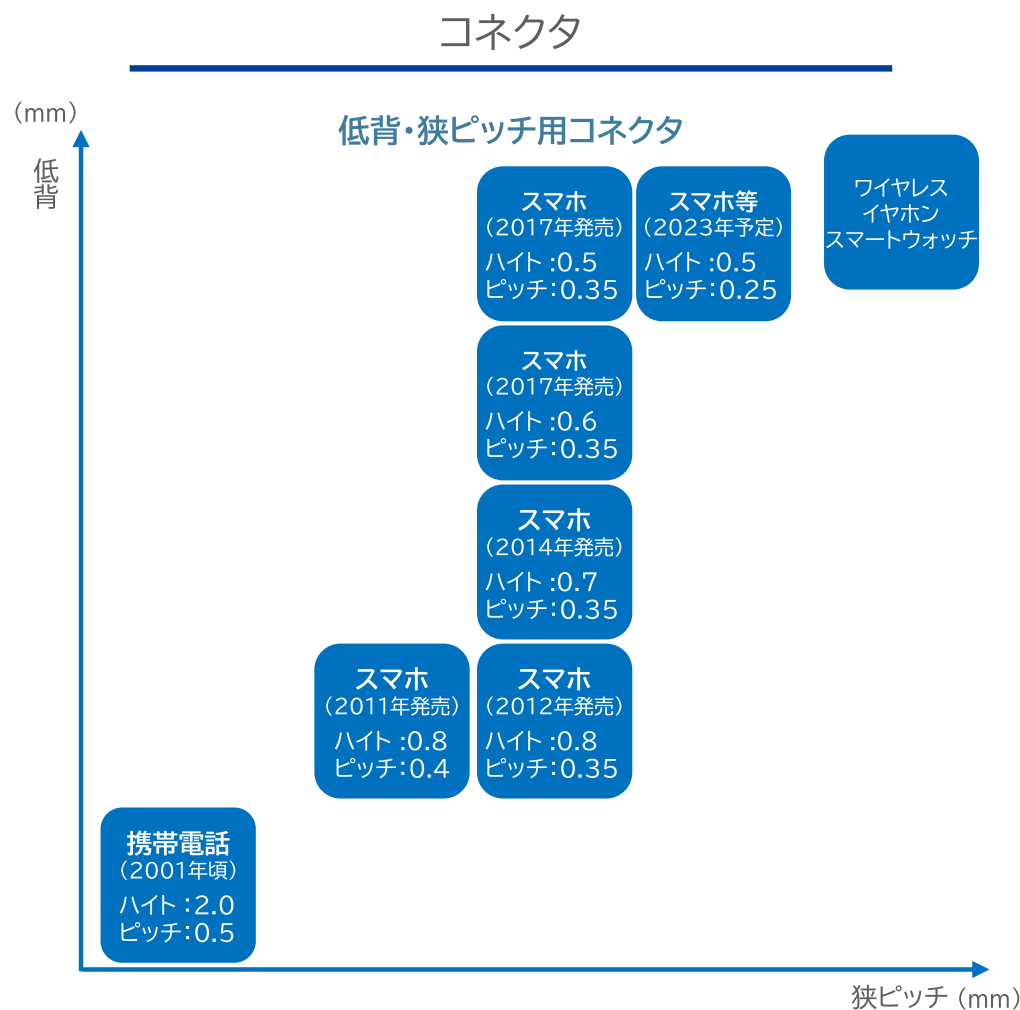 コネクタ
(mm)
低背
低背・狭ピッチ用コネクタ
スマホ
(2017年発売)
ハイト :0.5
ピッチ:0.35
スマホ等
(2023年予定)
ハイト :0.5
ピッチ:0.25
ワイヤレス
イヤホン
スマートウォッチ
スマホ
(2017年発売)
ハイト :0.6
ピッチ:0.35
スマホ
(2014年発売)
ハイト :0.7
ピッチ:0.35
スマホ
(2011年発売)
ハイト :0.8
ピッチ:0.4
スマホ
(2012年発売)
ハイト :0.8
ピッチ:0.35
携帯電話
(2001年頃)
ハイト :2.0
ピッチ:0.5
狭ピッチ (mm)